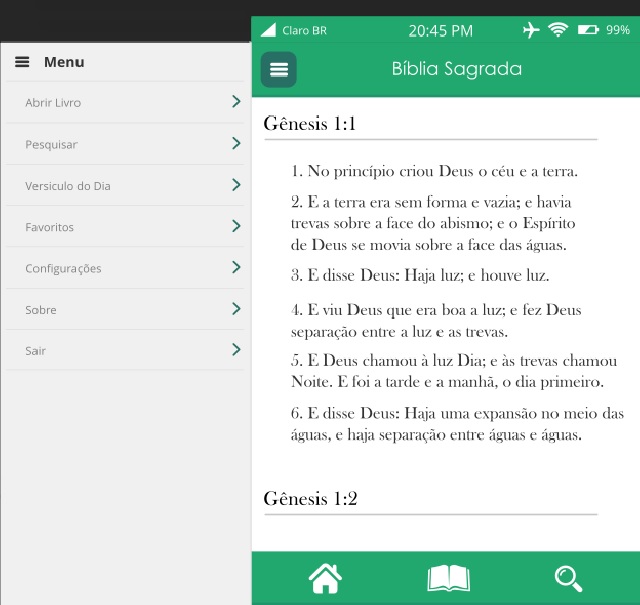 Menu
Abrir Livro
Pesquisar
Versiculo do Dia
Favoritos
Configurações
Sobre
Sair
Claro BR
20:45 PM
99%
Bíblia Sagrada
Gênesis 1:1
1. No princípio criou Deus o céu e a terra.
2. E a terra era sem forma e vazia; e havia
trevas sobre a face do abismo; e o Espírito
de Deus se movia sobre a face das águas.
3. E disse Deus: Haja luz; e houve luz.
4. E viu Deus que era boa a luz; e fez Deus
separação entre a luz e as trevas.
5. E Deus chamou à luz Dia; e às trevas chamou
Noite. E foi a tarde e a manhã, o dia primeiro.
6. E disse Deus: Haja uma expansão no meio das
águas, e haja separação entre águas e águas.
Gênesis 1:2